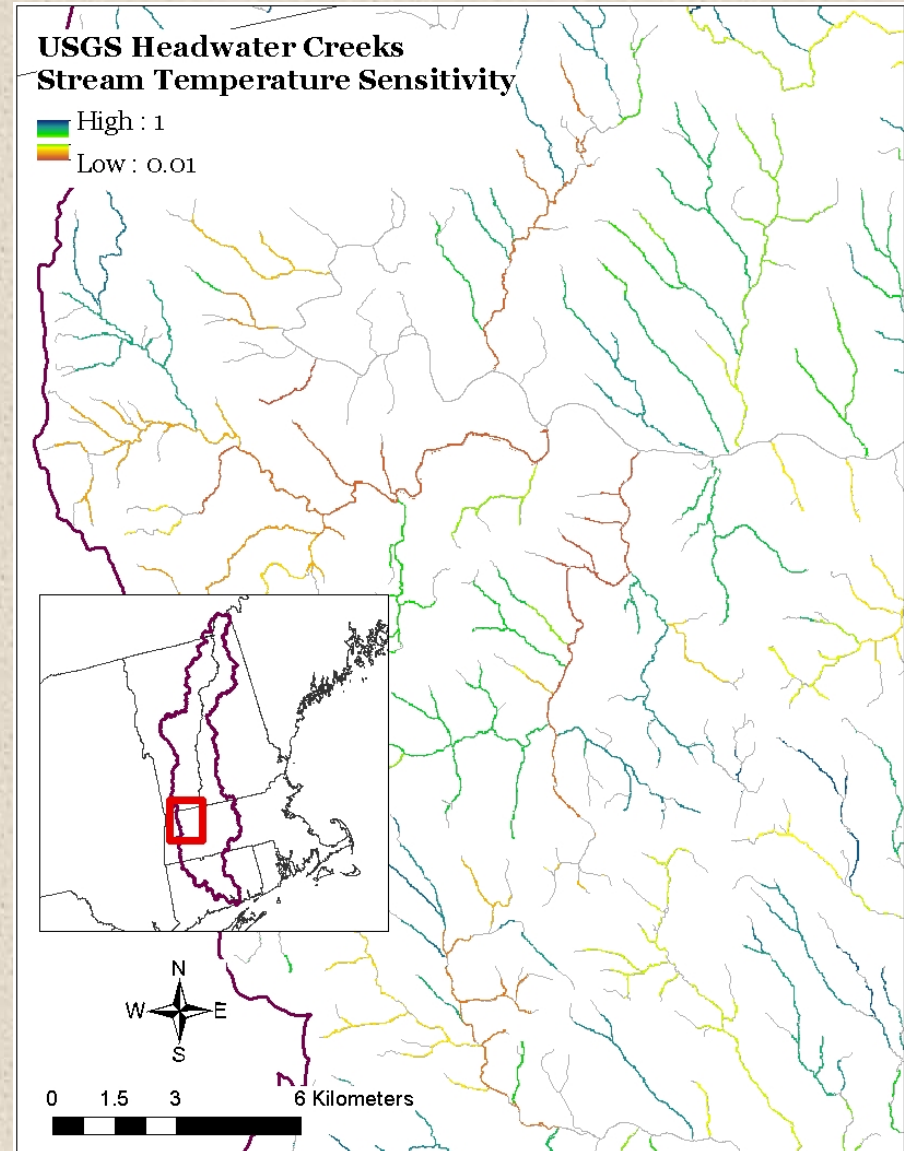 USGS Headwater Creeks
Stream Temperature Sensitivity
High : 1
Low : 0.01
N
W E
S
0 1.5 3 6 Kilometers